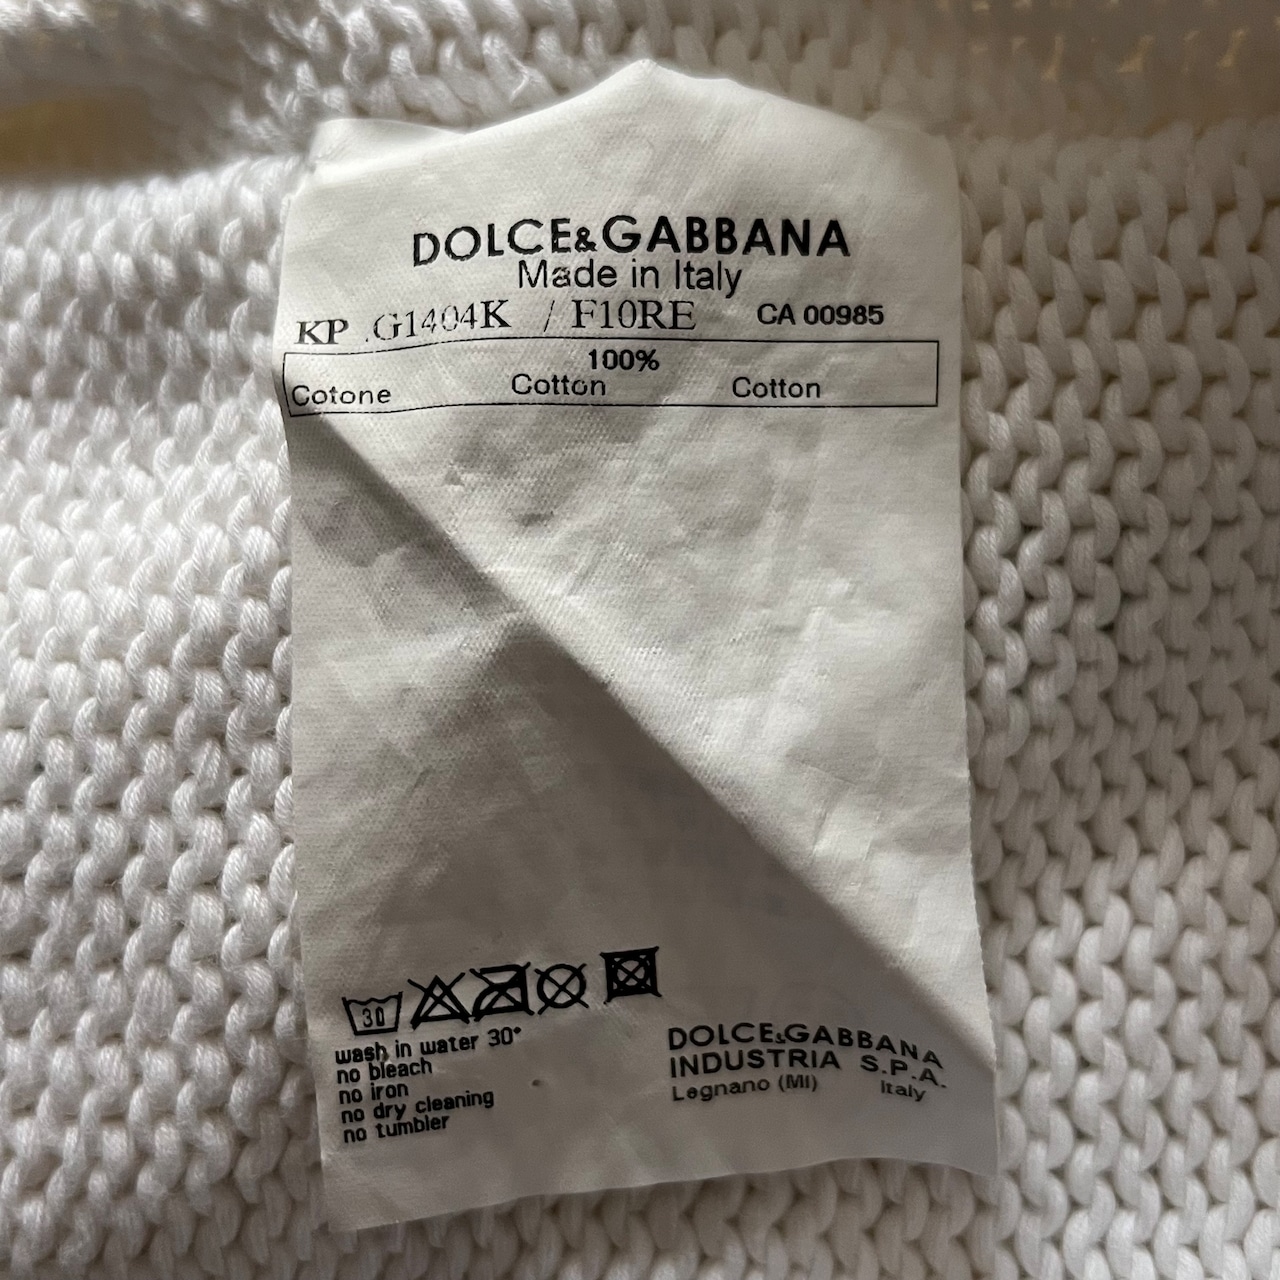 DOLCE&GABBANA
Made in Italy
KP .G1404K / F10RE CA 00985
100%
Cotone Cotton Cotton
30
wash in water 30°
no bleach
no iron
no dry cleaning
no tumbler
DOLCE&GABBANA
INDUSTRIA S.P.A.
Legnano (MI) Italy